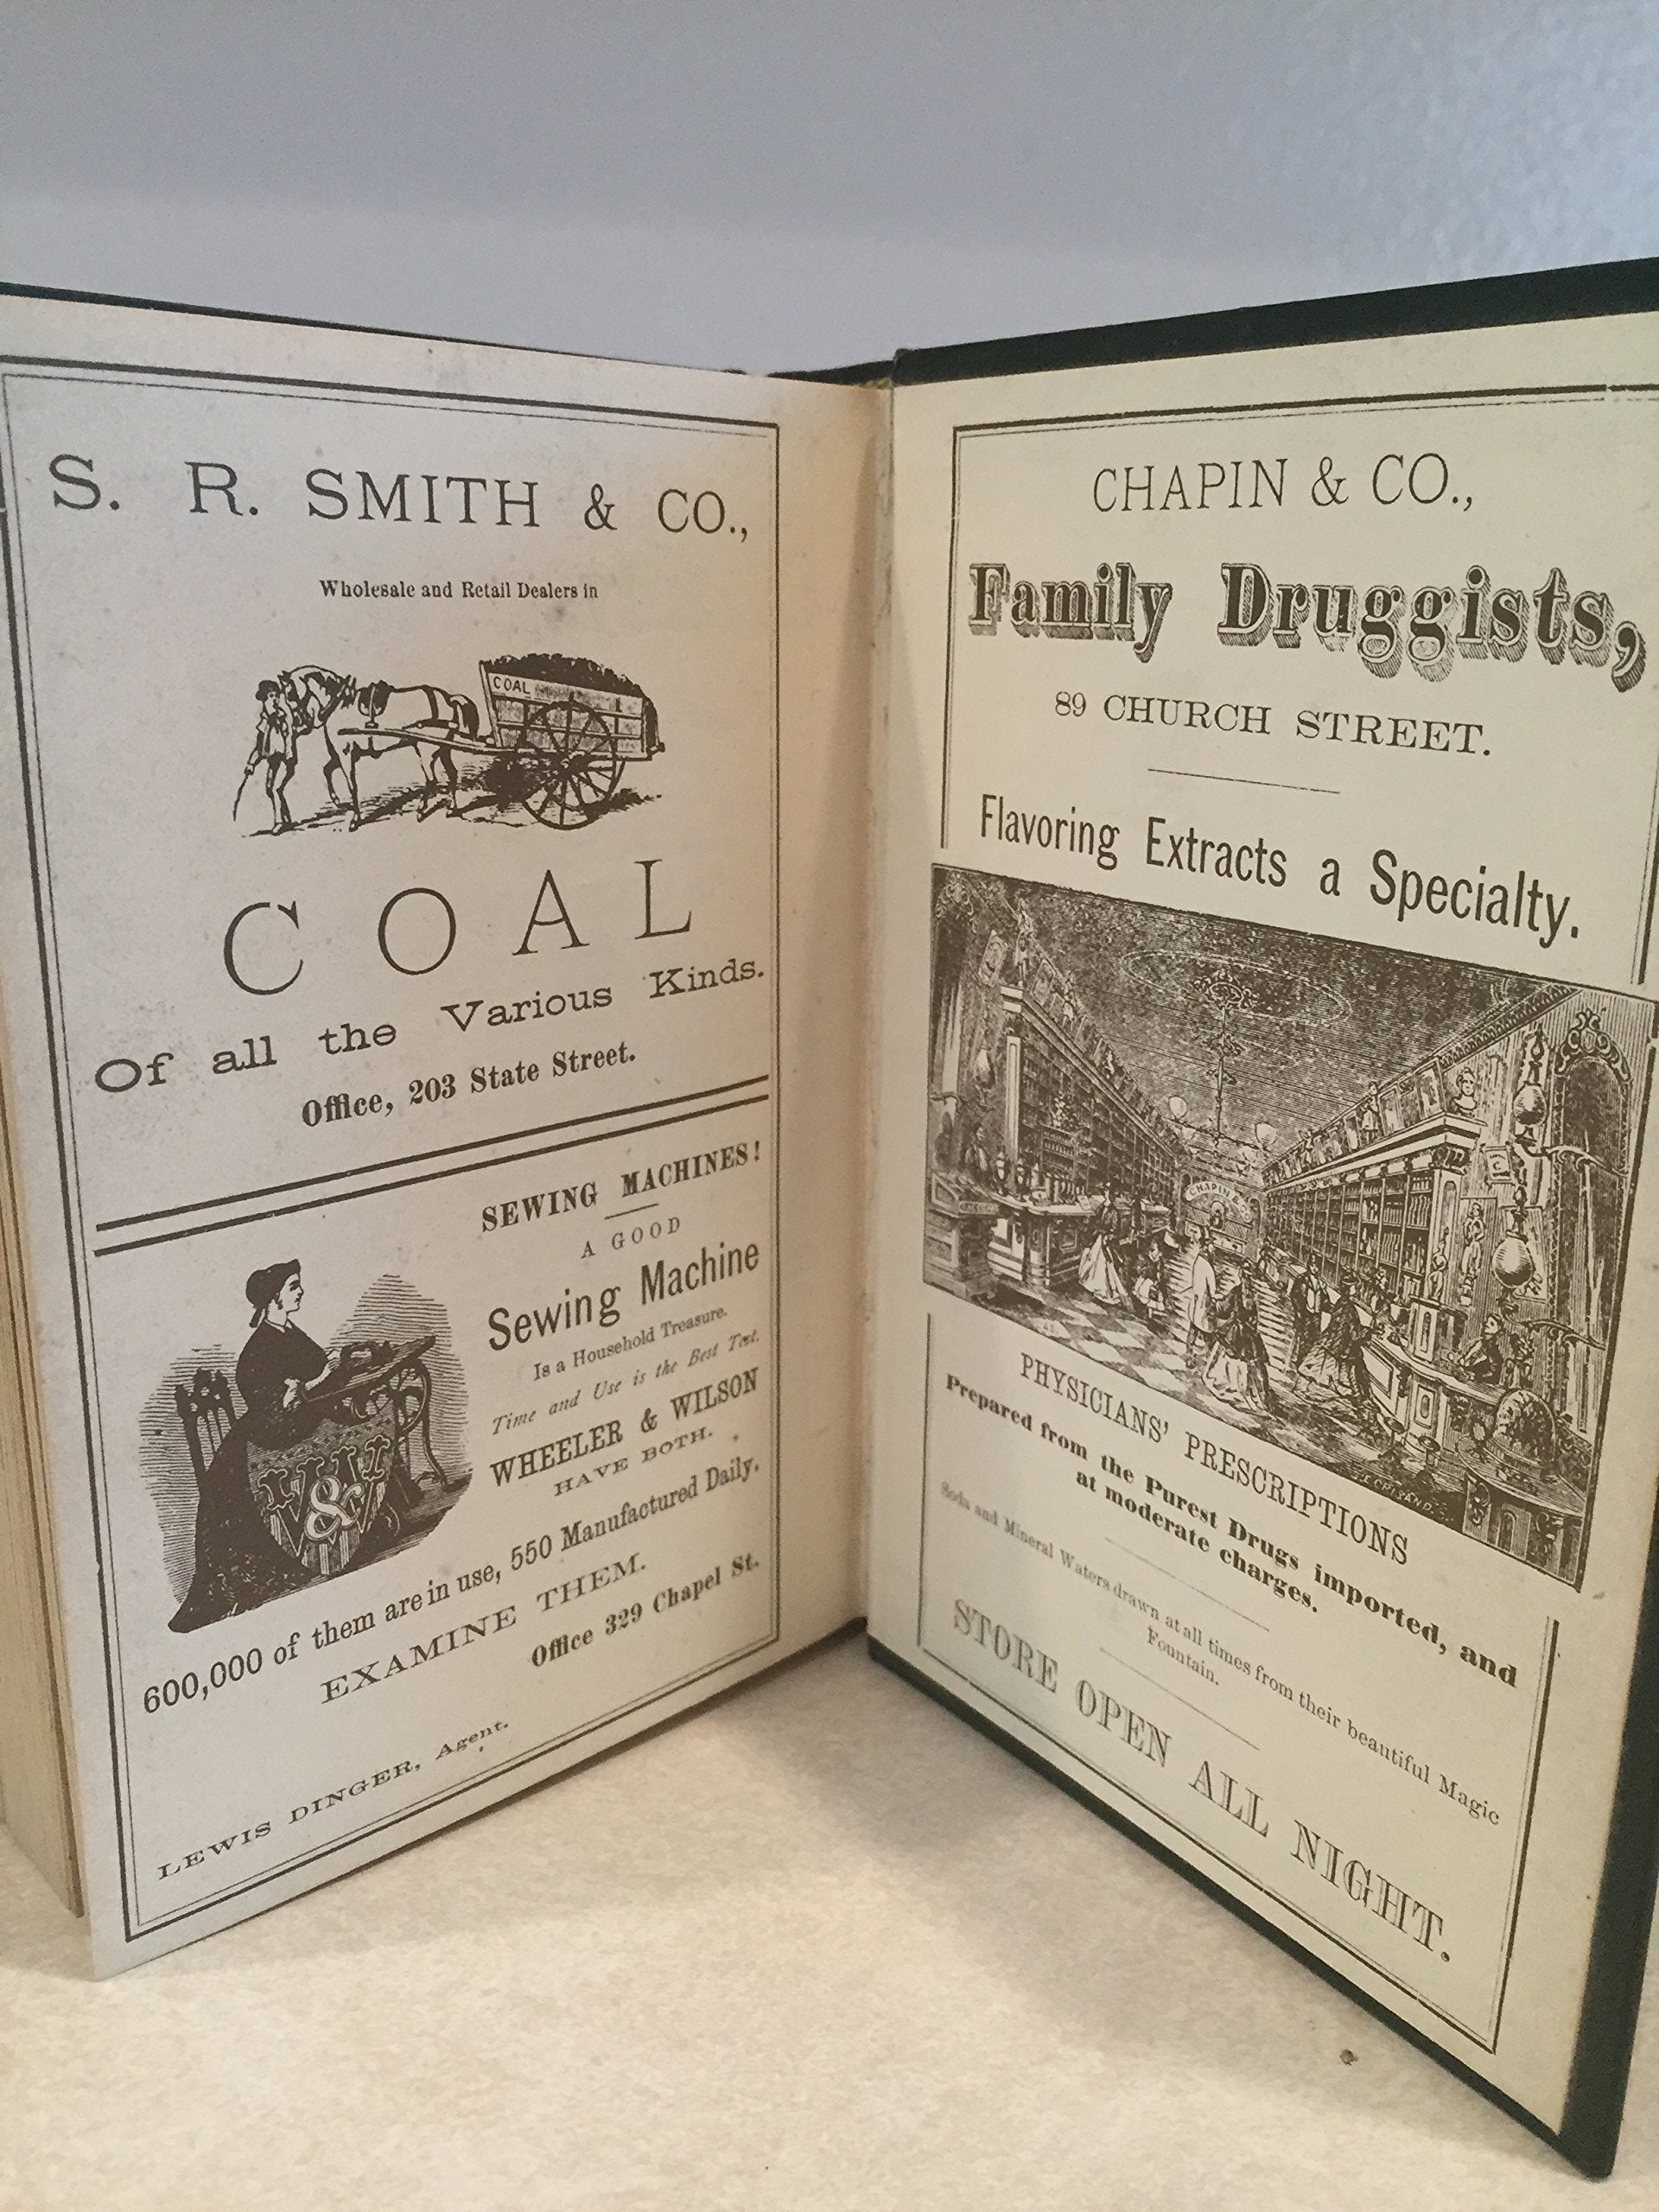 S. R. SMITH & CO.,
Wholesale and Retail Dealers in
COAL
COAL
Of all the Various Kinds.
Office, 203 State Street.
SEWING MACHINES!
A GOOD
Sewing Machine
Is a Household Treasure.
Time and Use is the Best Test.
WHEELER & WILSON
HAVE BOTH.
W&W
600,000 of them are in use, 550 Manufactured Daily.
EXAMINE THEM.
Office 329 Chapel St.
LEWIS DINGER, Agent.
CHAPIN & CO.,
Family Druggists,
89 CHURCH STREET.
Flavoring Extracts a Specialty.
CHAPIN & CO
PHYSICIANS' PRESCRIPTIONS
Prepared from the Purest Drugs imported, and
at moderate charges.
Soda and Mineral Waters drawn at all times from their beautiful Magic
Fountain.
STORE OPEN ALL NIGHT.